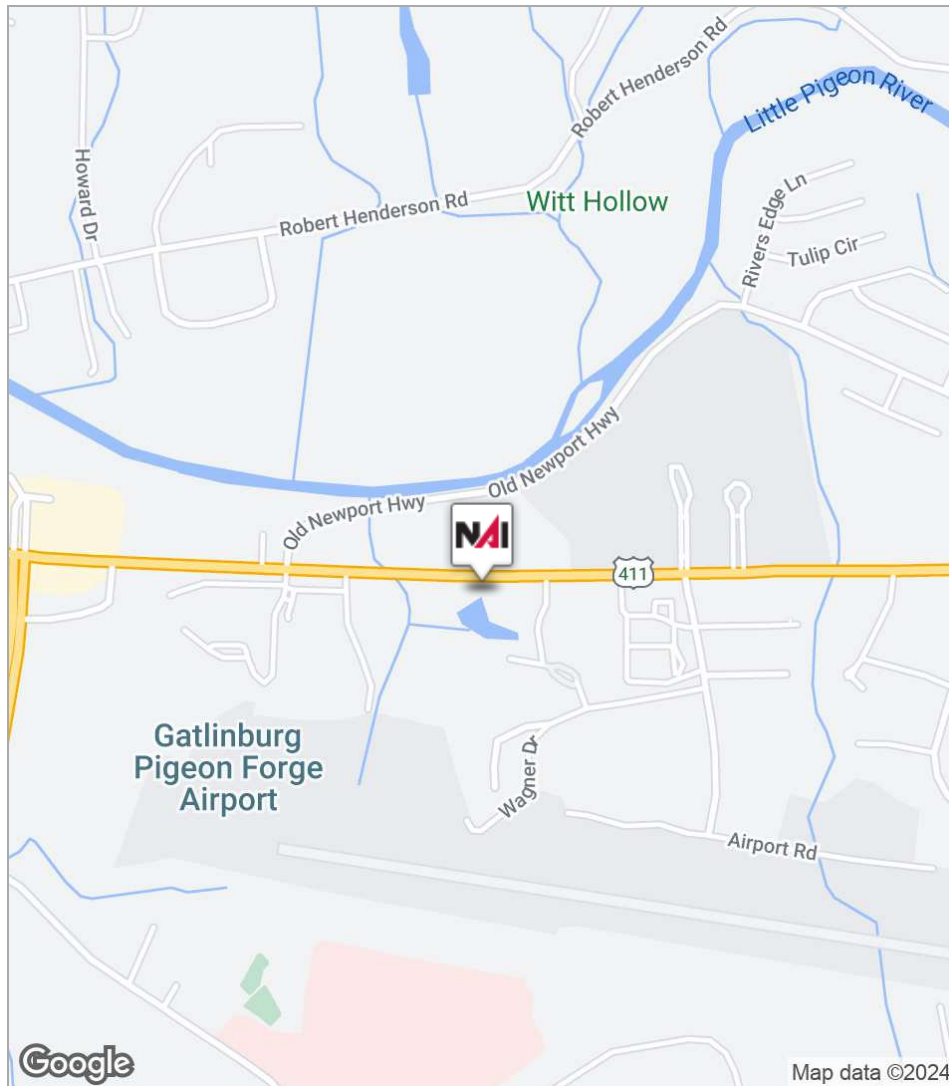 Robert Henderson Rd
Little Pigeon River
Howard Dr
Witt Hollow
Robert Henderson Rd
Rivers Edge Ln
Tulip Cir
Old Newport Hwy
Old Newport Hwy
NAI
411
Gatlinburg
Pigeon Forge
Airport
Wagner Dr
Airport Rd
Google
Map data ©2024